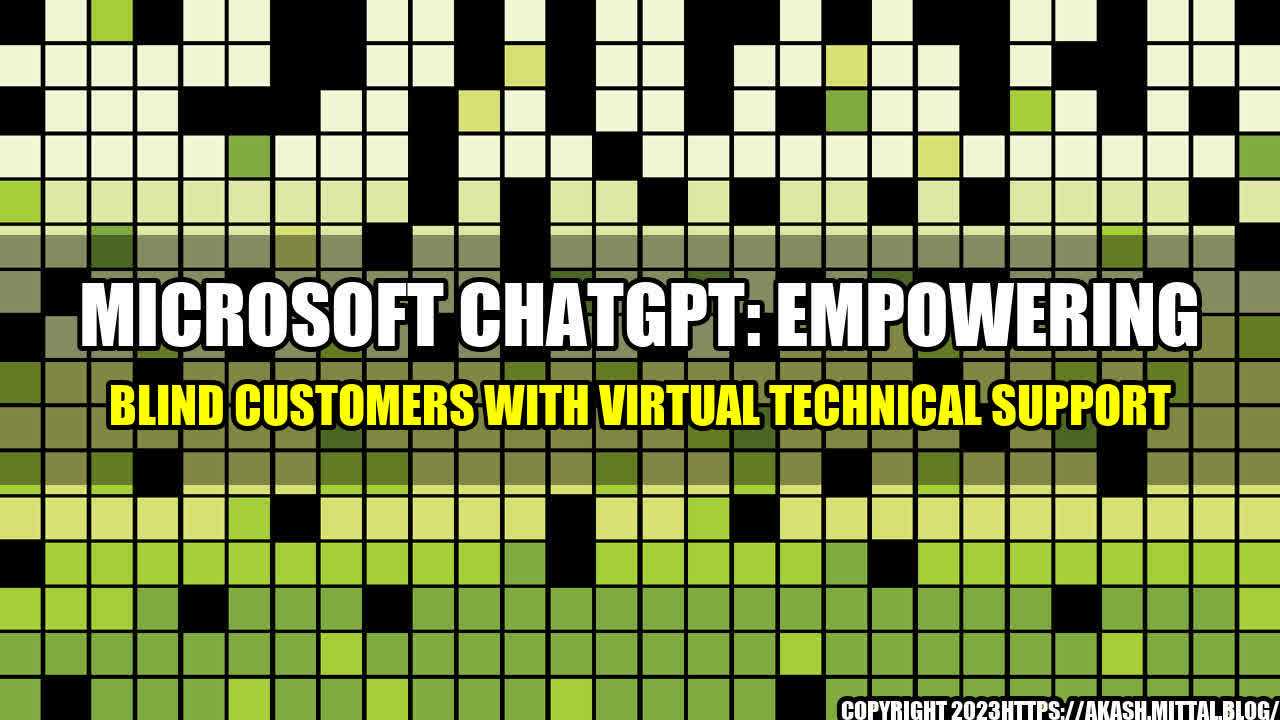 MICROSOFT CHATGPT: EMPOWERING
BLIND CUSTOMERS WITH VIRTUAL TECHNICAL SUPPORT
COPYRIGHT 2023HTTPS://AKASH.MITTAL.BLOG/